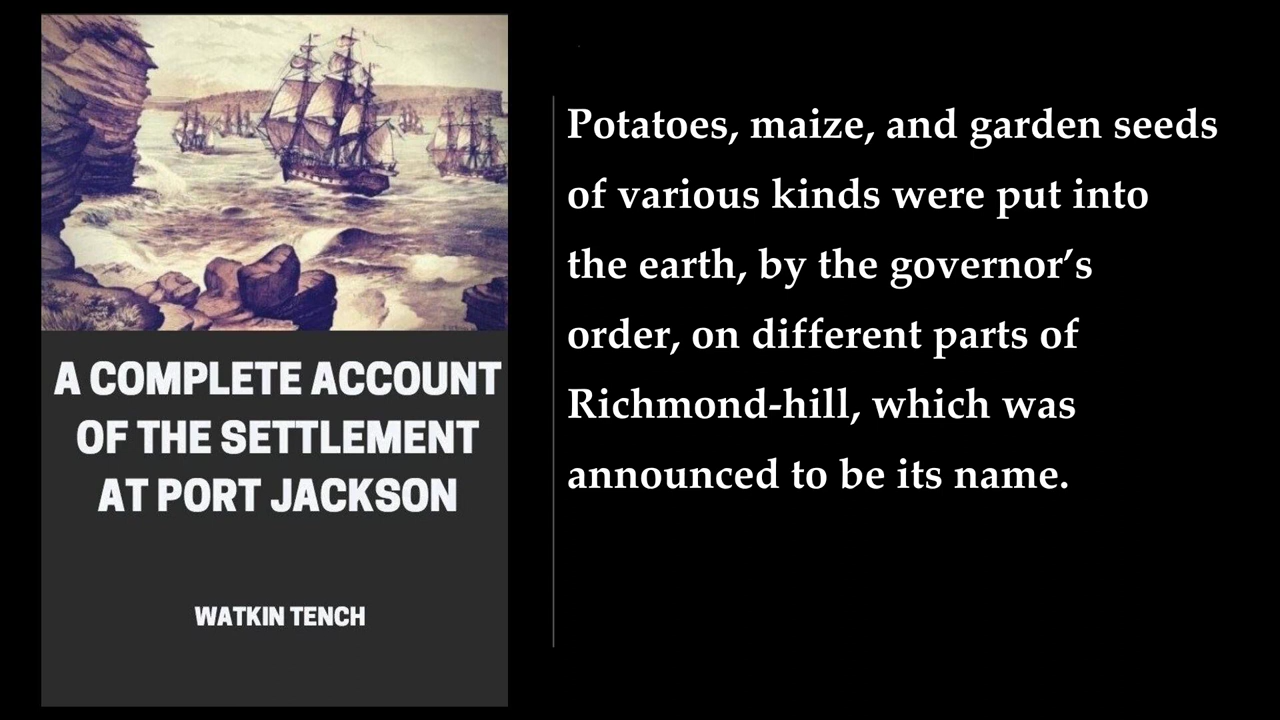 A COMPLETE ACCOUNT
OF THE SETTLEMENT
AT PORT JACKSON
WATKIN TENCH
Potatoes, maize, and garden seeds
of various kinds were put into
the earth, by the governor’s
order, on different parts of
Richmond-hill, which was
announced to be its name.